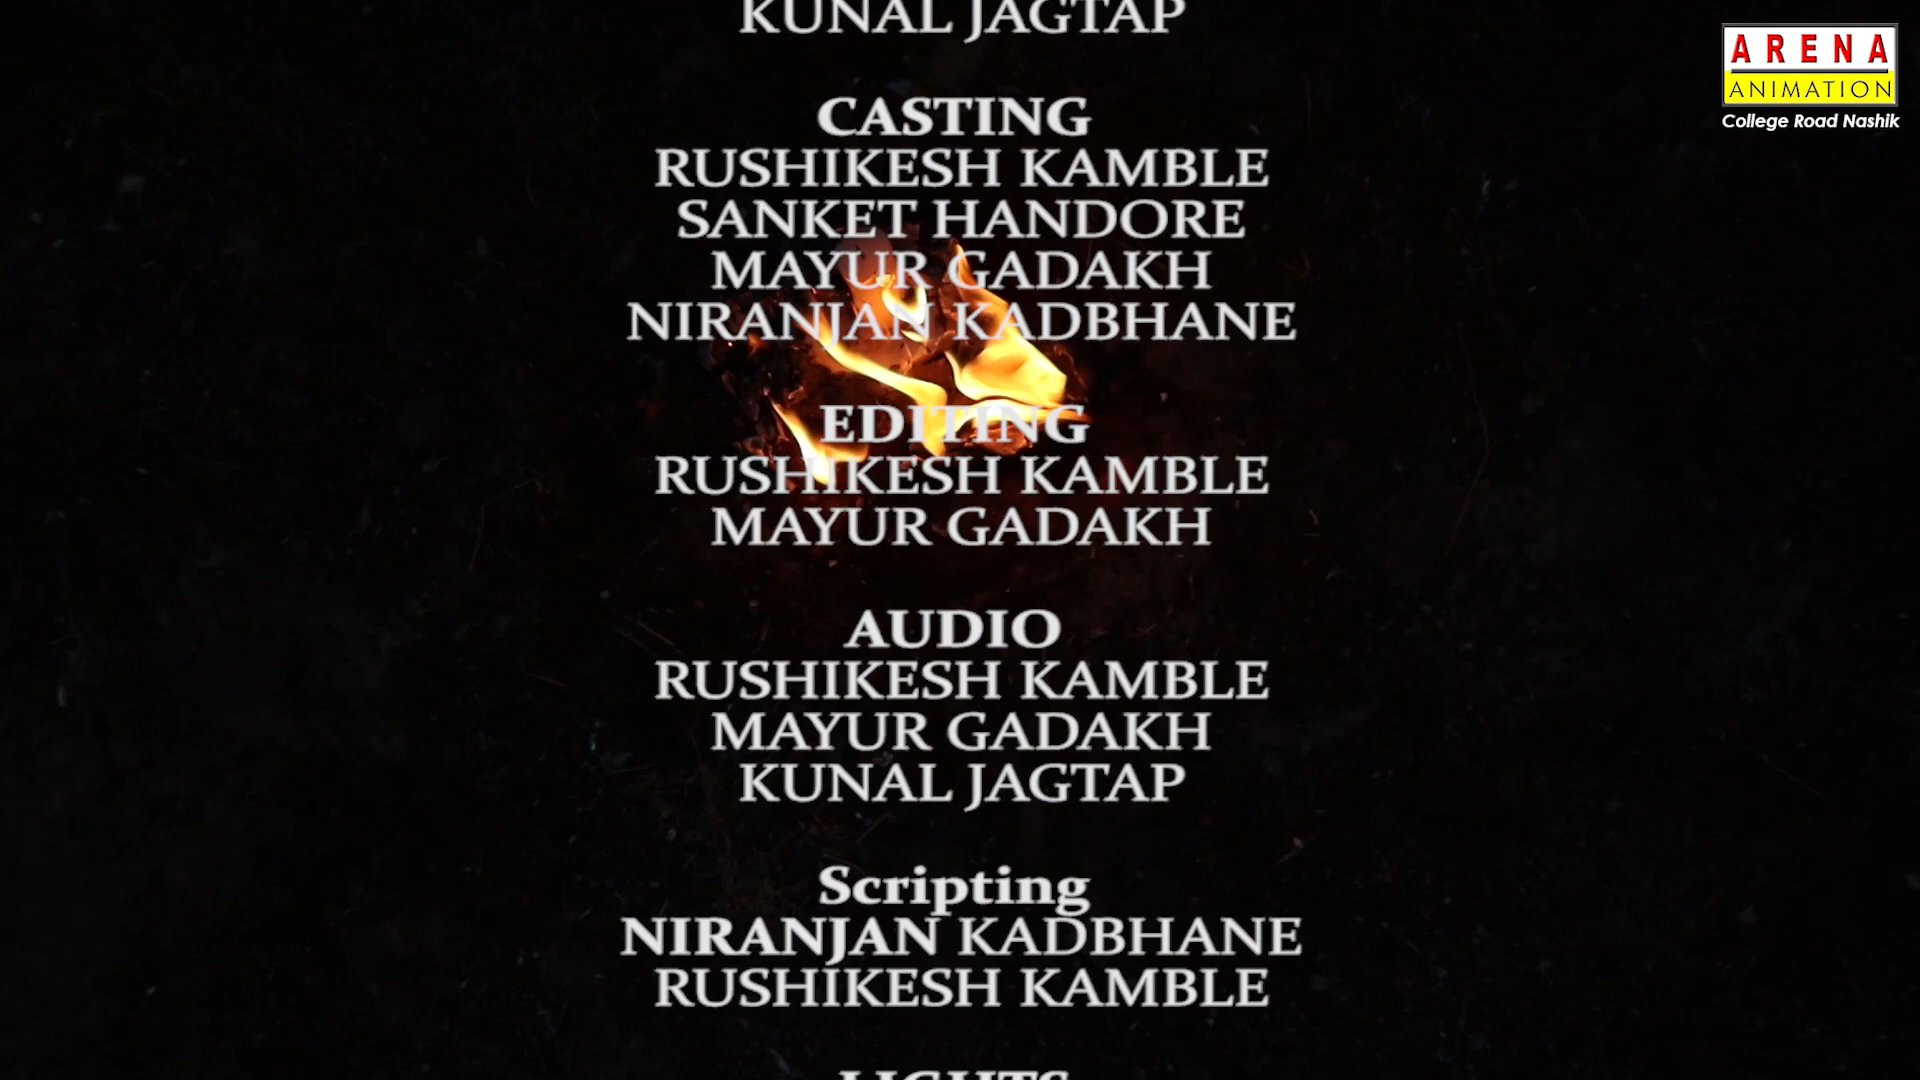 KUNAL JAGTAP
ARENA
ANIMATION
College Road Nashik
CASTING
RUSHIKESH KAMBLE
SANKET HANDORE
MAYUR GADAKH
NIRANJAN KADBHANE
EDITING
RUSHIKESH KAMBLE
MAYUR GADAKH
AUDIO
RUSHIKESH KAMBLE
MAYUR GADAKH
KUNAL JAGTAP
Scripting
NIRANJAN KADBHANE
RUSHIKESH KAMBLE
LIGHTS